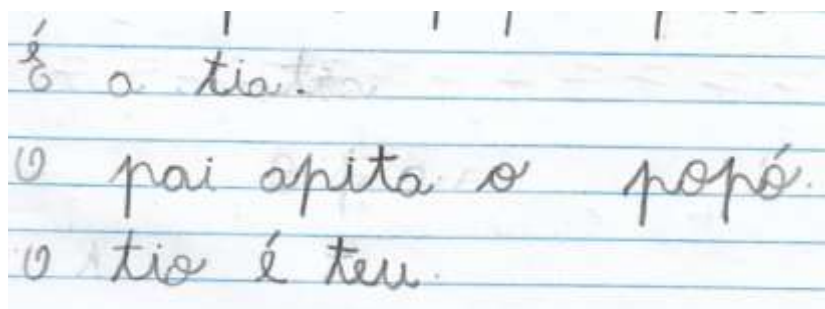 É a tia.
O pai apita o popó.
O tio é teu.